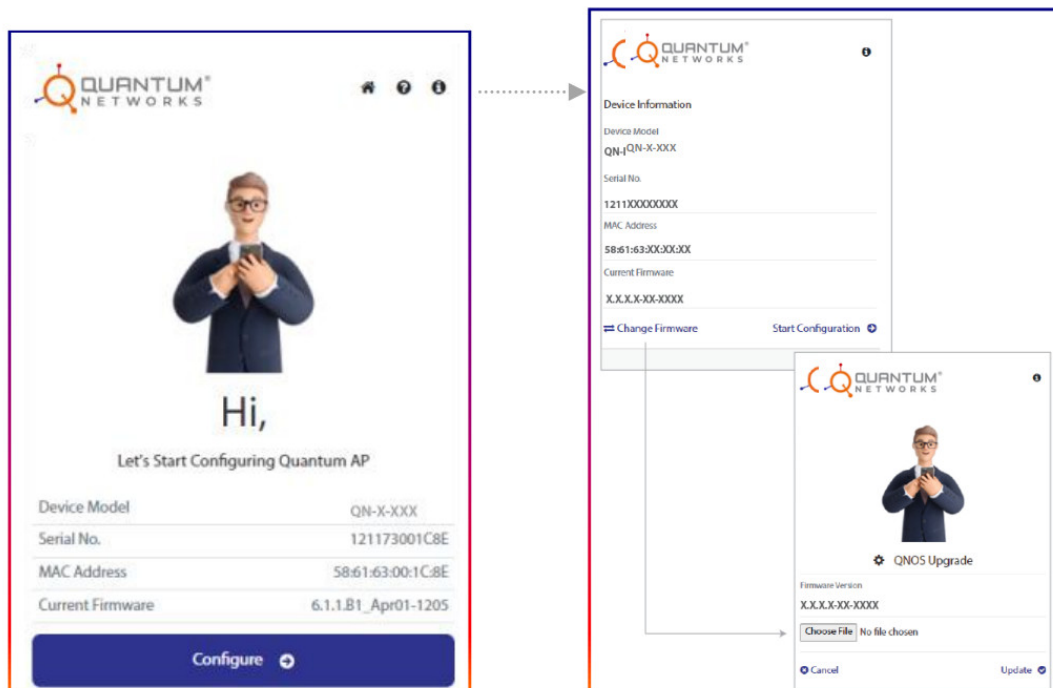 QUANTUM®
NETWORKS
Hi,
Let's Start Configuring Quantum AP
Device Model QN-X-XXX
Serial No. 121173001C8E
MAC Address 58:61:63:00:1C:8E
Current Firmware 6.1.1.B1_Apr01-1205
Configure
QUANTUM®
NETWORKS
Device Information
Device Model
QN-I QN-X-XXX
Serial No.
1211XXXXXXXX
MAC Address
58:61:63:XX:XX:XX
Current Firmware
X.X.X.X-XX-XXXX
Change Firmware Start Configuration
QUANTUM®
NETWORKS
QNOS Upgrade
Firmware Version
X.X.X.X-XX-XXXX
Choose File No file chosen
Cancel Update